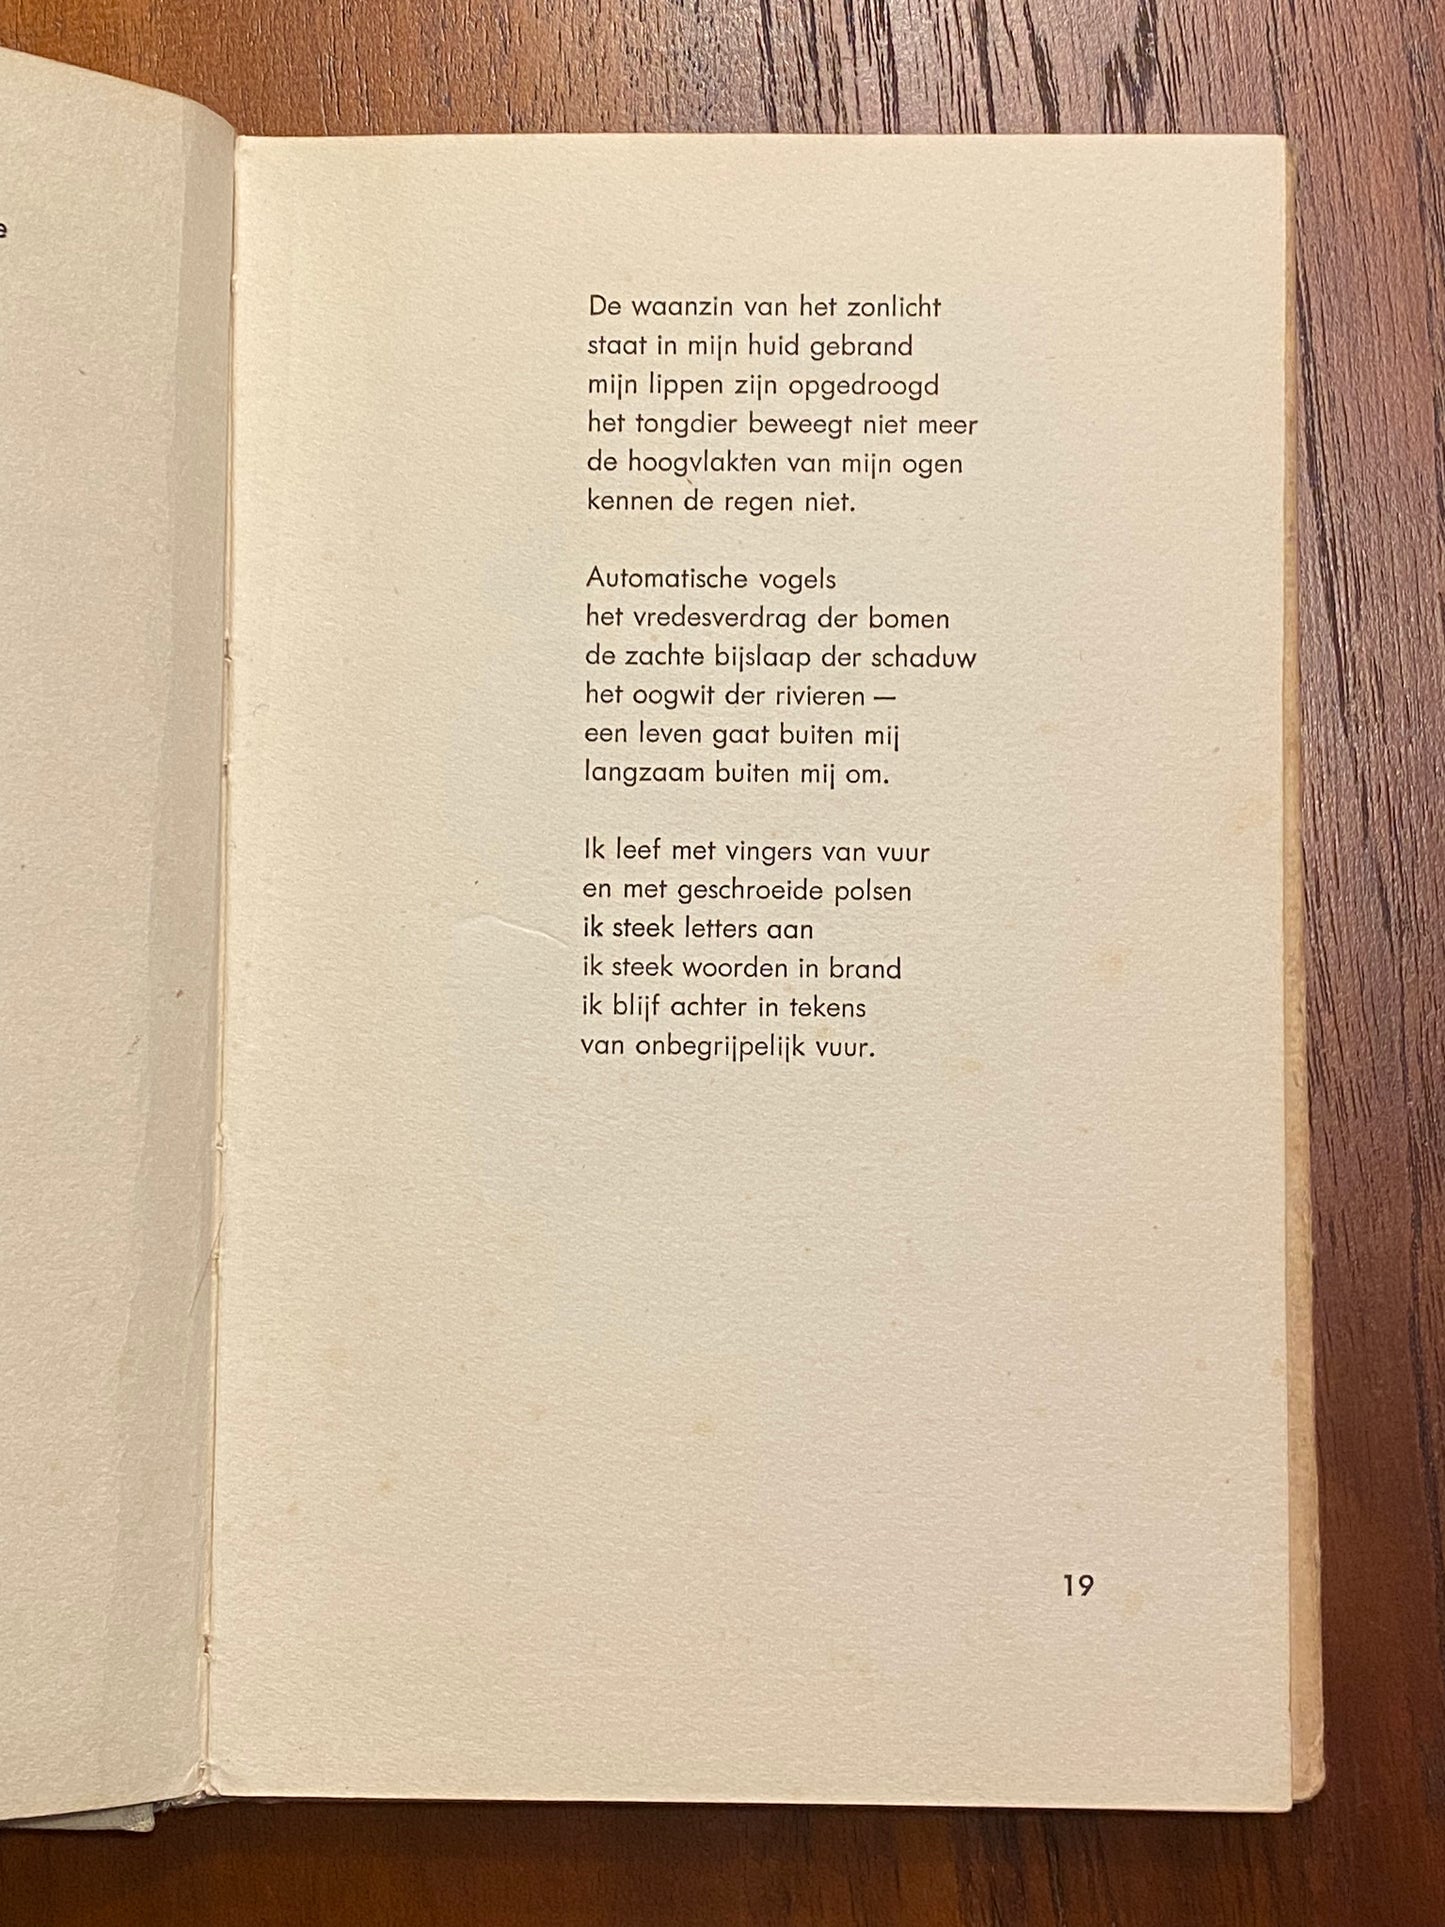 De waanzin van het zonlicht
staat in mijn huid gebrand
mijn lippen zijn opgedroogd
het tongdier beweegt niet meer
de hoogvlakten van mijn ogen
kennen de regen niet.
Automatische vogels
het vredesverdrag der bomen
de zachte bijslaap der schaduw
het oogwit der rivieren —
een leven gaat buiten mij
langzaam buiten mij om.
Ik leef met vingers van vuur
en met geschroeide polsen
ik steek letters aan
ik steek woorden in brand
ik blijf achter in tekens
van onbegrijpelijk vuur.
19